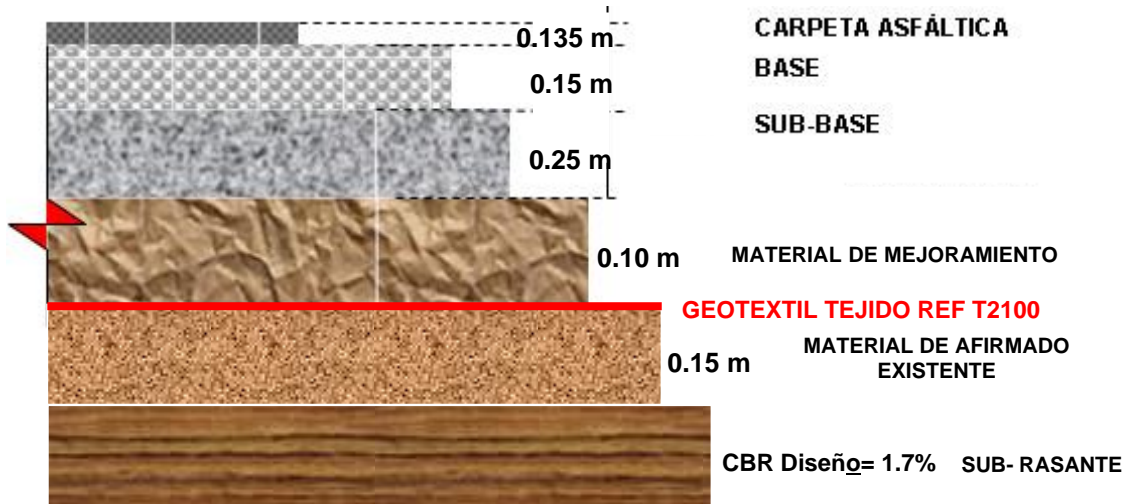 0.135 m
CARPETA ASFÁLTICA
0.15 m
BASE
0.25 m
SUB-BASE
0.10 m
MATERIAL DE MEJORAMIENTO
GEOTEXTIL TEJIDO REF T2100
0.15 m
MATERIAL DE AFIRMADO
EXISTENTE
CBR Diseño= 1.7% SUB- RASANTE